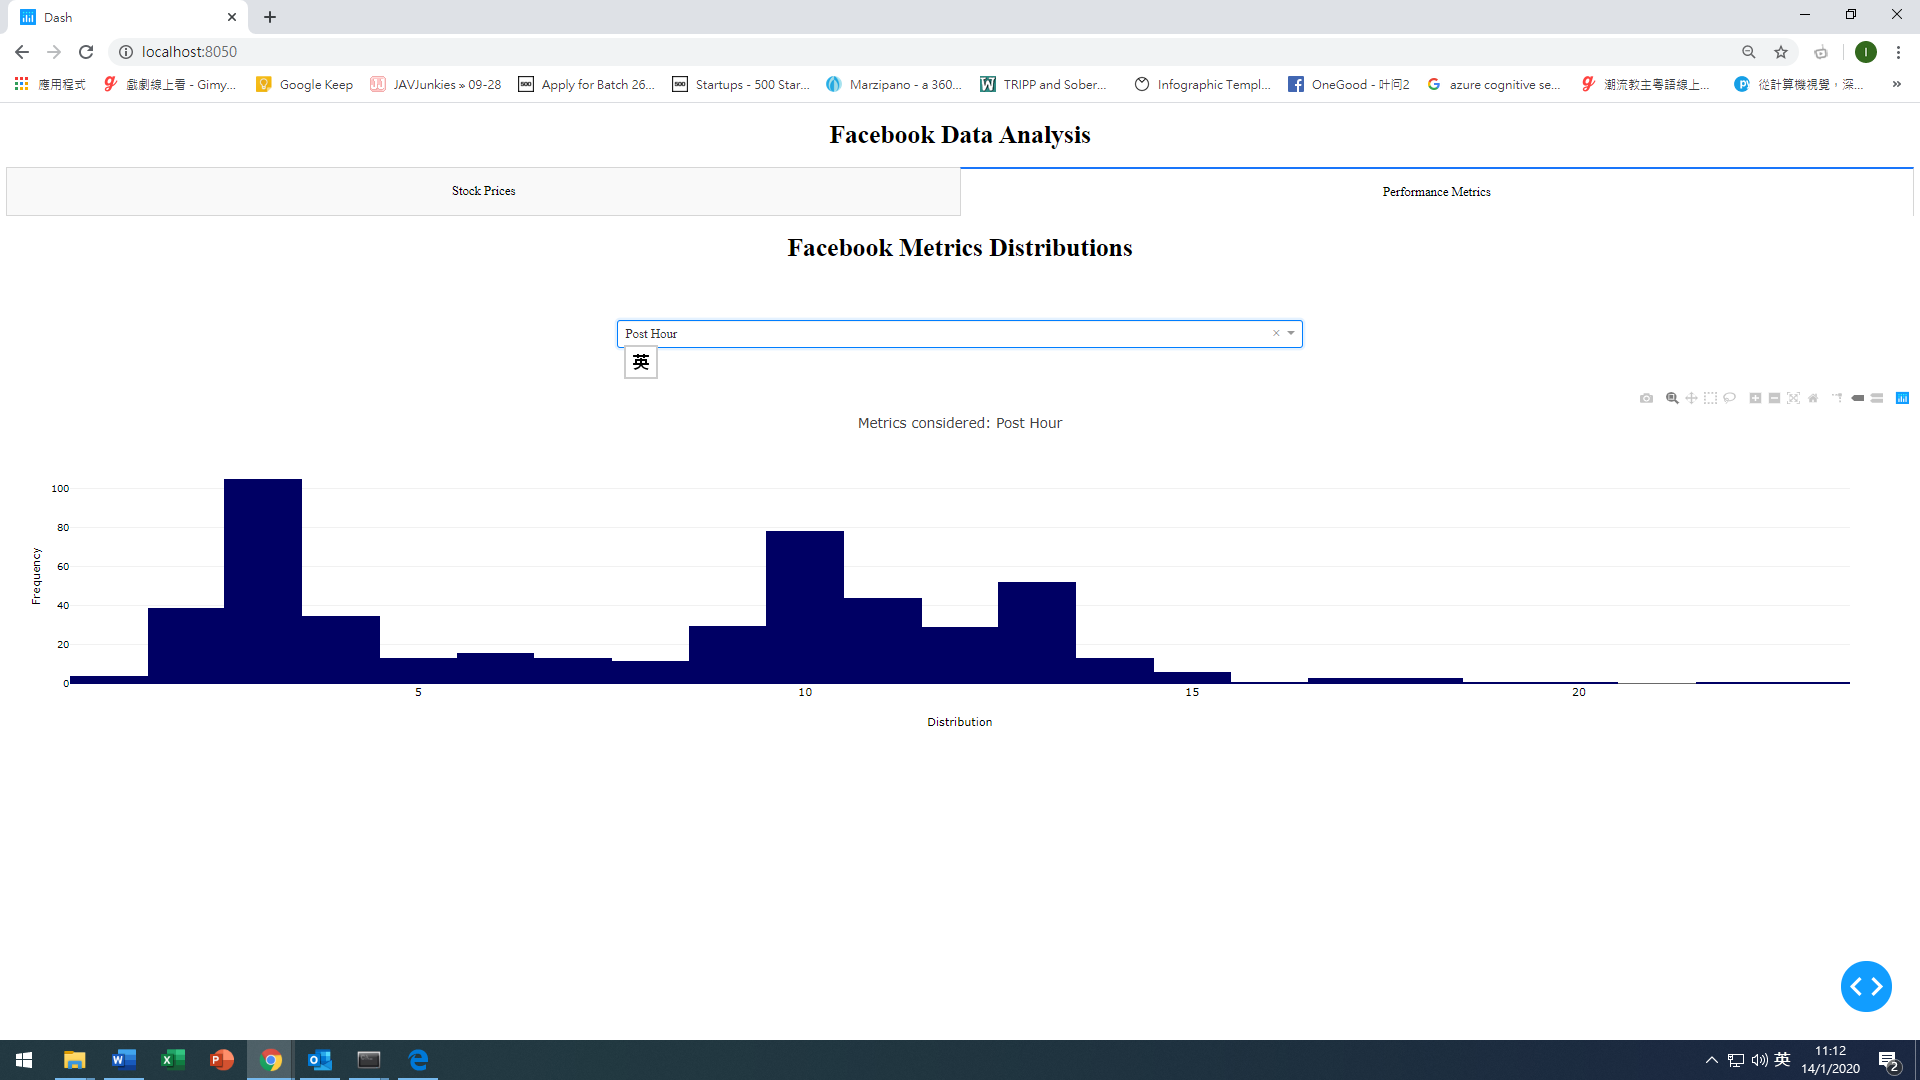 Dash
localhost:8050
應用程式 戲劇線上看 - Gimy... Google Keep JAVJunkies » 09-28 Apply for Batch 26... Startups - 500 Star... Marzipano - a 360... TRIPP and Sober... Infographic Templ... OneGood - 叶问2 azure cognitive se... 潮流教主粵語線上... 從計算機視覺，深... »
Facebook Data Analysis
Stock Prices Performance Metrics
Facebook Metrics Distributions
Post Hour
英
Metrics considered: Post Hour
100
80
60
40
20
0
Frequency
5 10 15 20
Distribution
英
11:12
14/1/2020
2